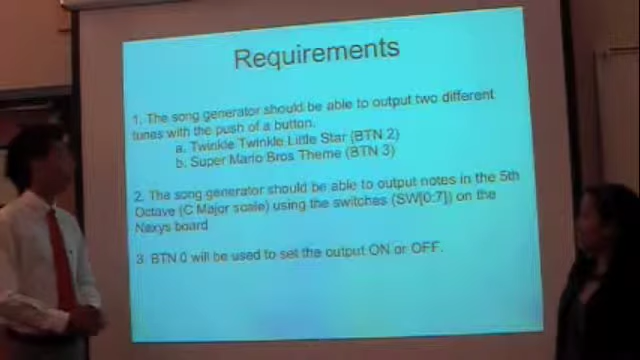 Requirements
1. The song generator should be able to output two different
tunes with the push of a button.
a. Twinkle Twinkle Little Star (BTN 2)
b. Super Mario Bros Theme (BTN 3)
2. The song generator should be able to output notes in the 5th
Octave (C Major scale) using the switches (SW[0:7]) on the
Nexys board
3. BTN 0 will be used to set the output ON or OFF.